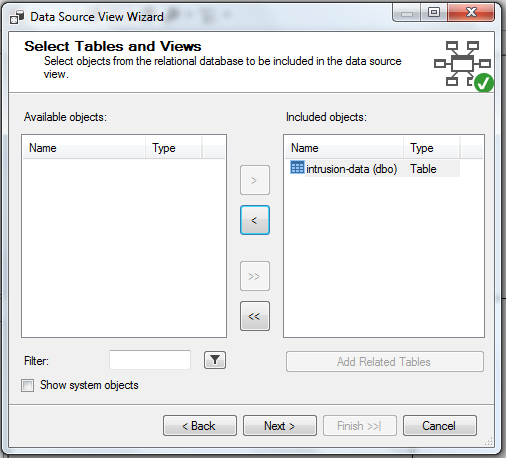 Data Source View Wizard
Select Tables and Views
Select objects from the relational database to be included in the data source
view.
Available objects:
Included objects:
Name Type
Name Type
intrusion-data (dbo) Table
>
<
>>
<<
Filter:
Add Related Tables
Show system objects
< Back Next > Finish >>| Cancel